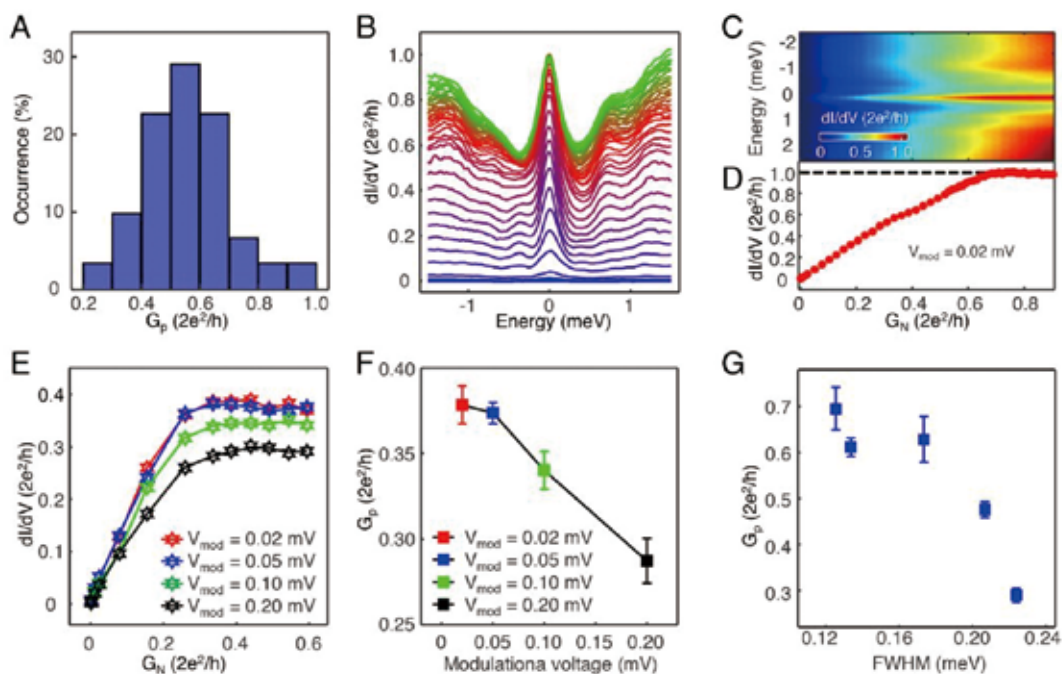 A
Occurrence (%)
30
20
10
0
0.2 0.4 0.6 0.8 1.0
Gp (2e²/h)
B
dI/dV (2e²/h)
1.0
0.8
0.6
0.4
0.2
0
-1 0 1
Energy (meV)
C
Energy (meV)
-2
-1
0
1
2
dI/dV (2e²/h)
0 0.5 1.0
D
dI/dV (2e²/h)
1.0
0.8
0.6
0.4
0.2
0
Vmod = 0.02 mV
0 0.2 0.4 0.6 0.8
GN (2e²/h)
E
dI/dV (2e²/h)
0.4
0.3
0.2
0.1
0
Vmod = 0.02 mV
Vmod = 0.05 mV
Vmod = 0.10 mV
Vmod = 0.20 mV
0 0.2 0.4 0.6
GN (2e²/h)
F
Gp (2e²/h)
0.40
0.35
0.30
0.25
Vmod = 0.02 mV
Vmod = 0.05 mV
Vmod = 0.10 mV
Vmod = 0.20 mV
0 0.05 0.10 0.15 0.20
Modulationa voltage (mV)
G
Gp (2e²/h)
0.7
0.6
0.5
0.4
0.3
0.12 0.16 0.20 0.24
FWHM (meV)